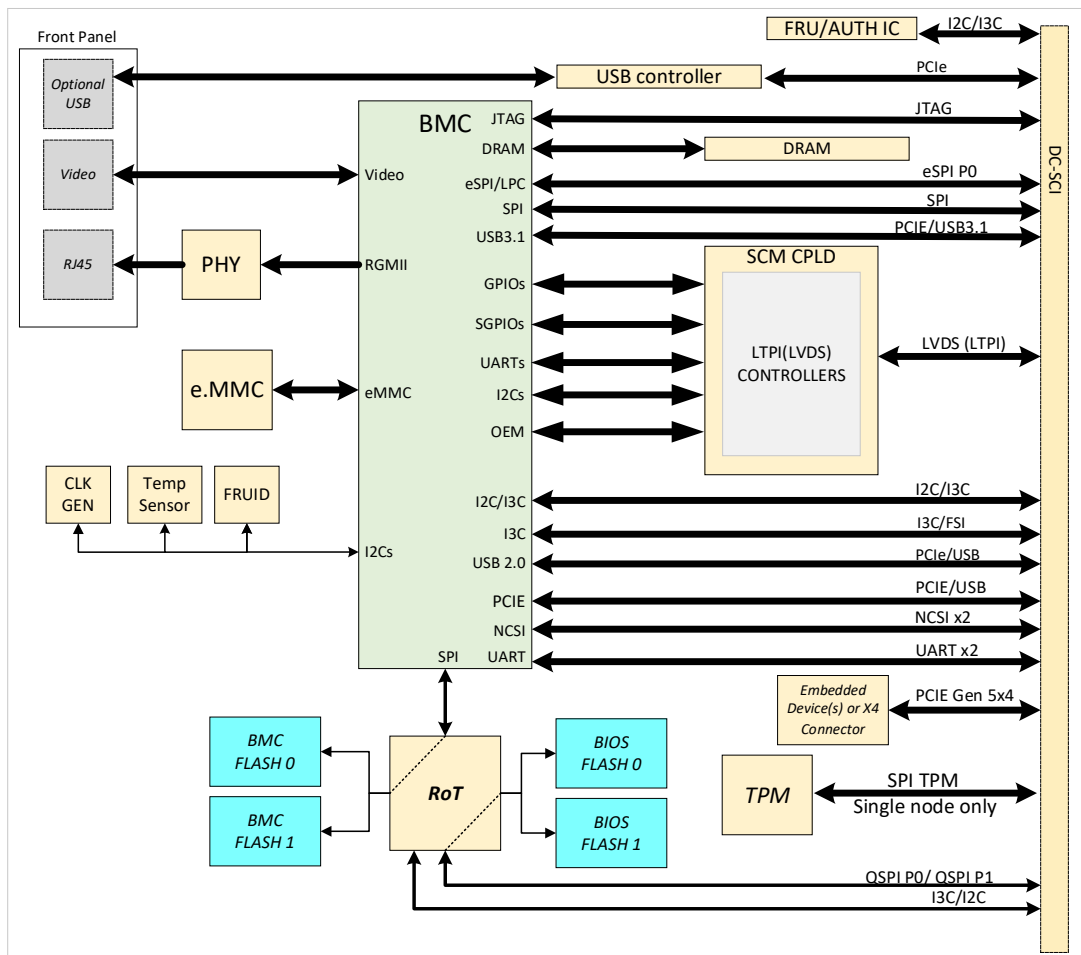 Front Panel
FRU/AUTH IC
I2C/I3C
Optional
USB
USB controller
PCIe
BMC
JTAG
JTAG
DRAM
DRAM
Video
Video
eSPI/LPC
eSPI P0
SPI
SPI
USB3.1
PCIE/USB3.1
DC-SCI
RJ45
PHY
RGMII
SCM CPLD
GPIOs
SGPIOs
LTPI(LVDS)
CONTROLLERS
LVDS (LTPI)
UARTs
e.MMC
eMMC
I2Cs
OEM
CLK
GEN
Temp
Sensor
FRUID
I2C/I3C
I2C/I3C
I3C
I3C/FSI
I2Cs
USB 2.0
PCIe/USB
PCIE
PCIE/USB
NCSI
NCSI x2
SPI
UART
UART x2
Embedded
Device(s) or X4
Connector
PCIE Gen 5x4
BMC
FLASH 0
BIOS
FLASH 0
RoT
BMC
FLASH 1
BIOS
FLASH 1
TPM
SPI TPM
Single node only
QSPI P0/ QSPI P1
I3C/I2C